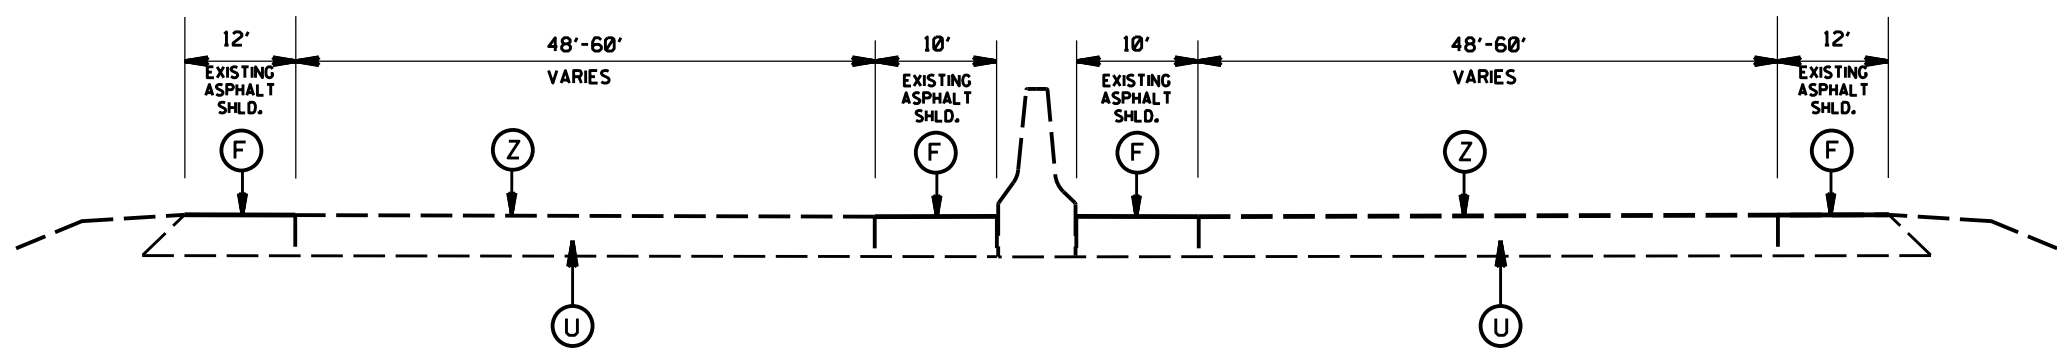 12' 48'-60' 10' 10' 48'-60' 12'
EXISTING VARIES EXISTING EXISTING VARIES EXISTING
ASPHALT ASPHALT ASPHALT ASPHALT
SHLD. SHLD. SHLD. SHLD.
F Z F F Z F
U U